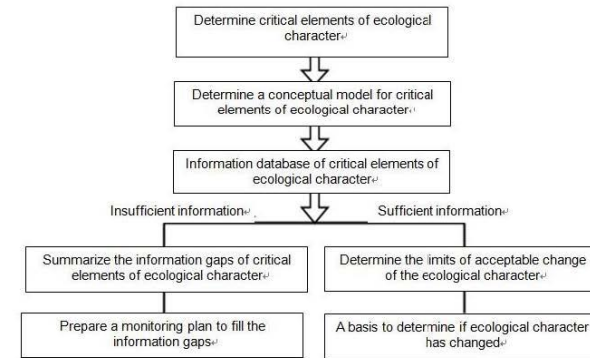 Determine critical elements of ecological
character
Determine a conceptual model for critical
elements of ecological character
Information database of critical elements of
ecological character
Insufficient information
Sufficient information
Summarize the information gaps of critical
elements of ecological character
Determine the limits of acceptable change
of the ecological character
Prepare a monitoring plan to fill the
information gaps
A basis to determine if ecological character
has changed